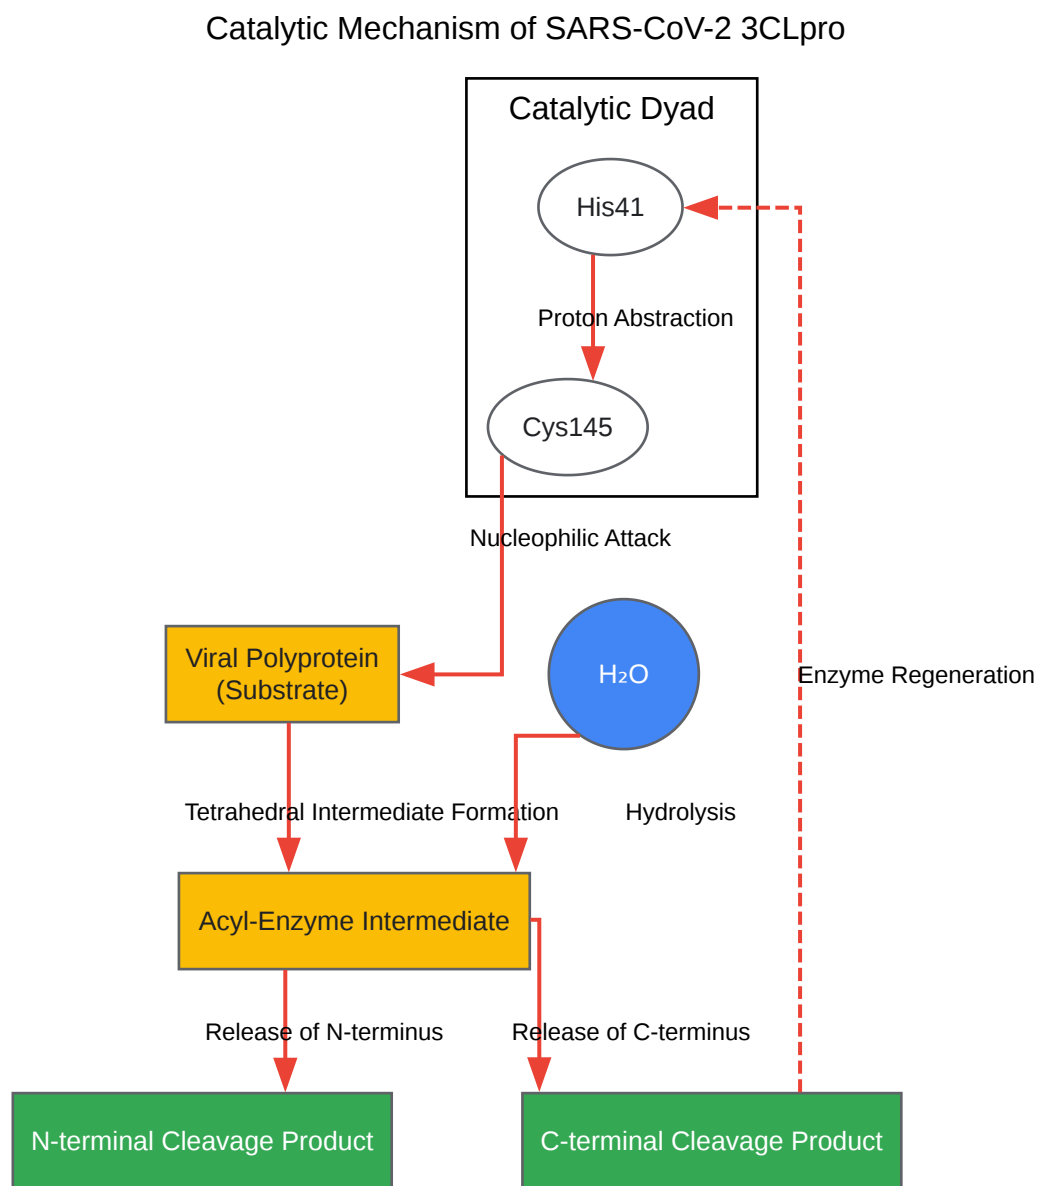 Catalytic Mechanism of SARS-CoV-2 3CLpro
Catalytic Dyad
His41
Proton Abstraction
Cys145
Nucleophilic Attack
Viral Polyprotein
(Substrate)
H₂O
Enzyme Regeneration
Tetrahedral Intermediate Formation
Hydrolysis
Acyl-Enzyme Intermediate
Release of N-terminus
Release of C-terminus
N-terminal Cleavage Product
C-terminal Cleavage Product